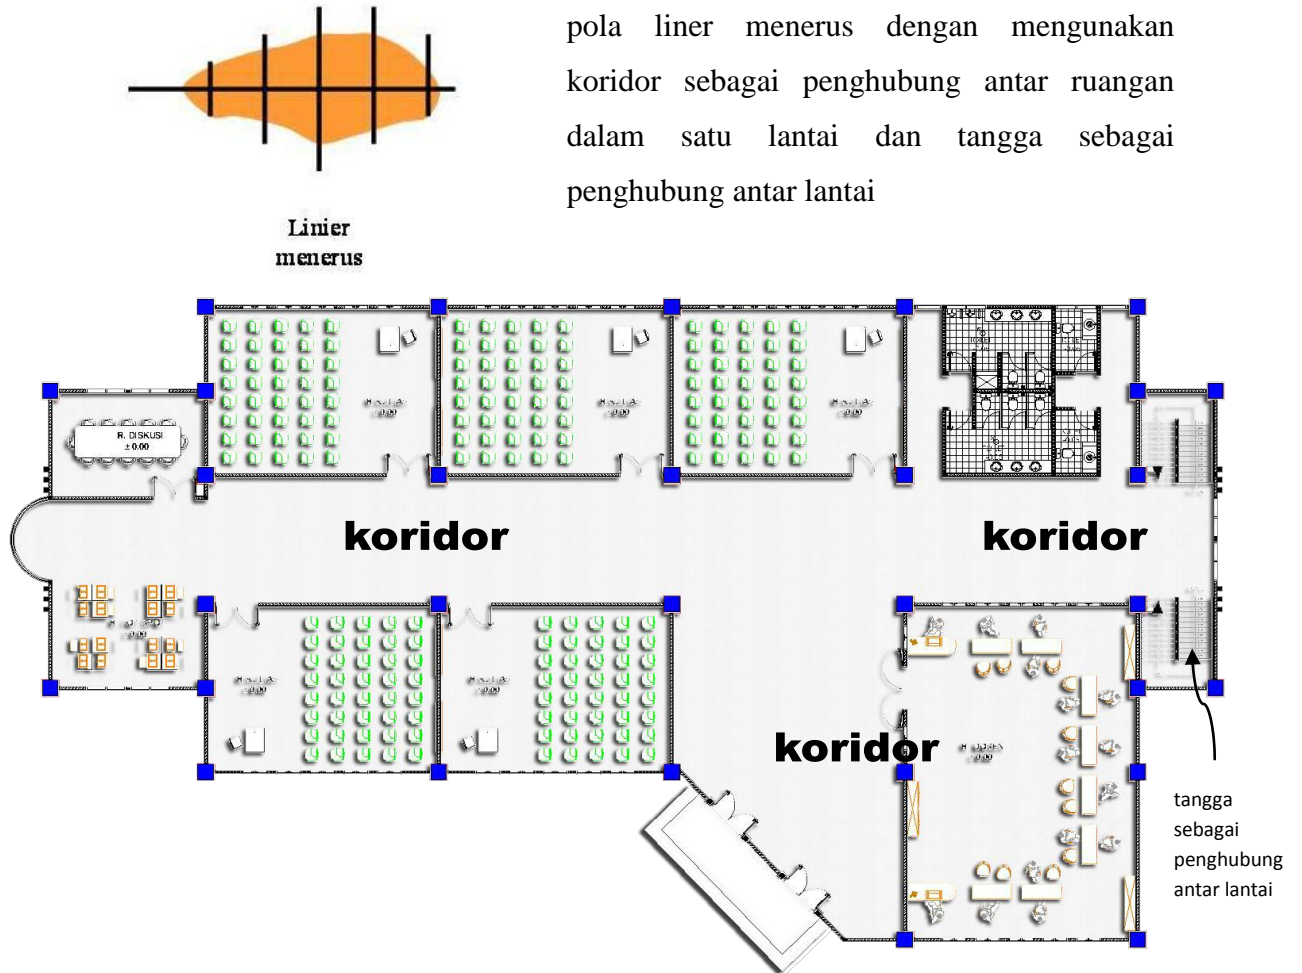 pola liner menerus dengan mengunakan
koridor sebagai penghubung antar ruangan
dalam satu lantai dan tangga sebagai
penghubung antar lantai
Linier
menerus
R. DISKUSI
± 0.00
koridor
koridor
koridor
tangga
sebagai
penghubung
antar lantai